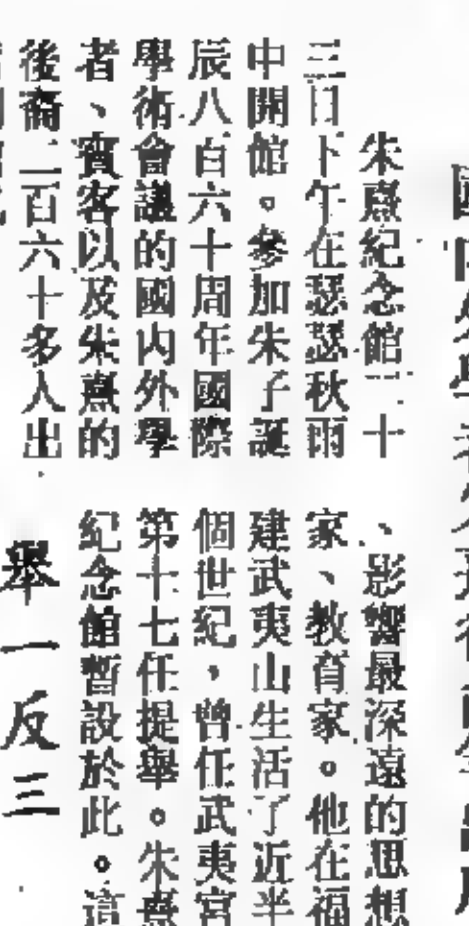 朱熹紀念館二十
三日下午在瑟瑟秋雨
中開館。參加朱子誕
辰八百六十周年國際
學術會議的國內外學
者、賓客以及朱熹的
後裔二百六十多人出
、影響最深遠的思想
家、教育家。他在福
建武夷山生活了近半
個世紀，曾任武夷宮
第十七任提舉。朱熹
紀念館暫設於此。這
舉一反三